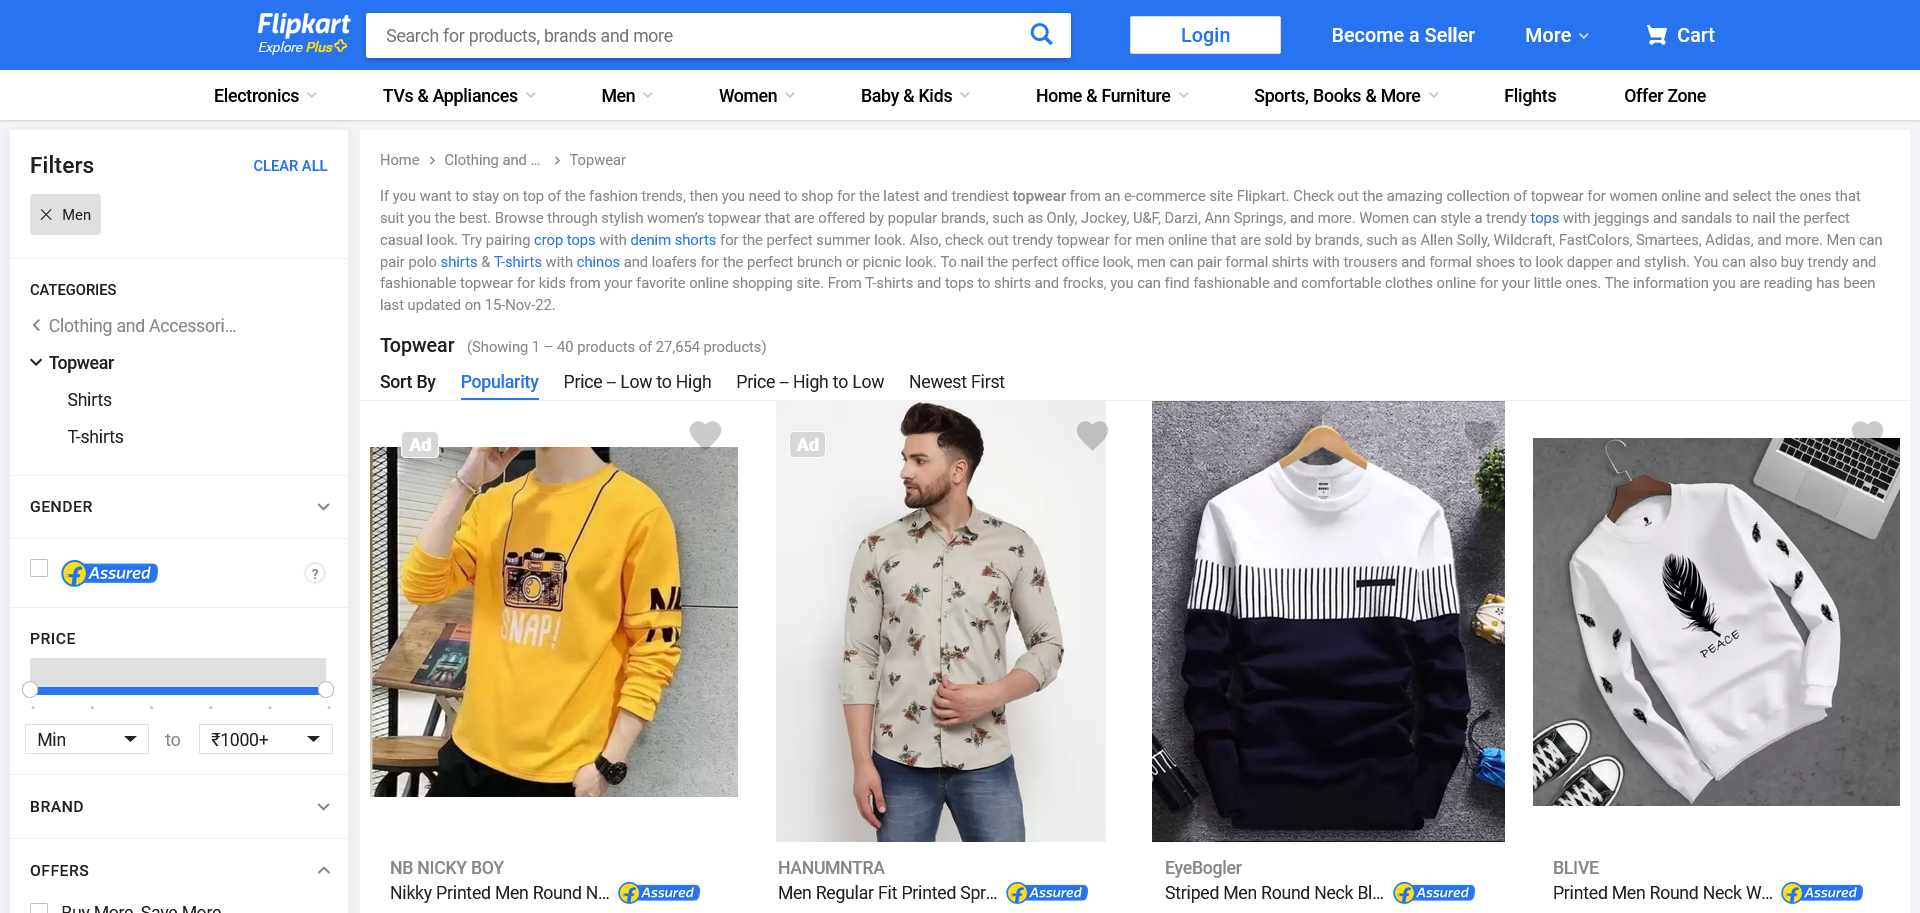 Flipkart
Explore Plus
Search for products, brands and more
Login
Become a Seller
More
Cart
Electronics
TVs & Appliances
Men
Women
Baby & Kids
Home & Furniture
Sports, Books & More
Flights
Offer Zone
Filters
CLEAR ALL
Men
CATEGORIES
Clothing and Accessori...
Topwear
Shirts
T-shirts
GENDER
Assured
?
PRICE
Min
to
₹1000+
BRAND
OFFERS
Buy More, Save More
Home > Clothing and ... > Topwear
If you want to stay on top of the fashion trends, then you need to shop for the latest and trendiest topwear from an e-commerce site Flipkart. Check out the amazing collection of topwear for women online and select the ones that
suit you the best. Browse through stylish women's topwear that are offered by popular brands, such as Only, Jockey, U&F, Darzi, Ann Springs, and more. Women can style a trendy tops with jeggings and sandals to nail the perfect
casual look. Try pairing crop tops with denim shorts for the perfect summer look. Also, check out trendy topwear for men online that are sold by brands, such as Allen Solly, Wildcraft, FastColors, Smartees, Adidas, and more. Men can
pair polo shirts & T-shirts with chinos and loafers for the perfect brunch or picnic look. To nail the perfect office look, men can pair formal shirts with trousers and formal shoes to look dapper and stylish. You can also buy trendy and
fashionable topwear for kids from your favorite online shopping site. From T-shirts and tops to shirts and frocks, you can find fashionable and comfortable clothes online for your little ones. The information you are reading has been
last updated on 15-Nov-22.
Topwear (Showing 1 – 40 products of 27,654 products)
Sort By
Popularity
Price -- Low to High
Price -- High to Low
Newest First
Ad
SNAP!
Ad
PEACE
NB NICKY BOY
Nikky Printed Men Round N...
Assured
HANUMNTRA
Men Regular Fit Printed Spr...
Assured
EyeBogler
Striped Men Round Neck Bl...
Assured
BLIVE
Printed Men Round Neck W...
Assured